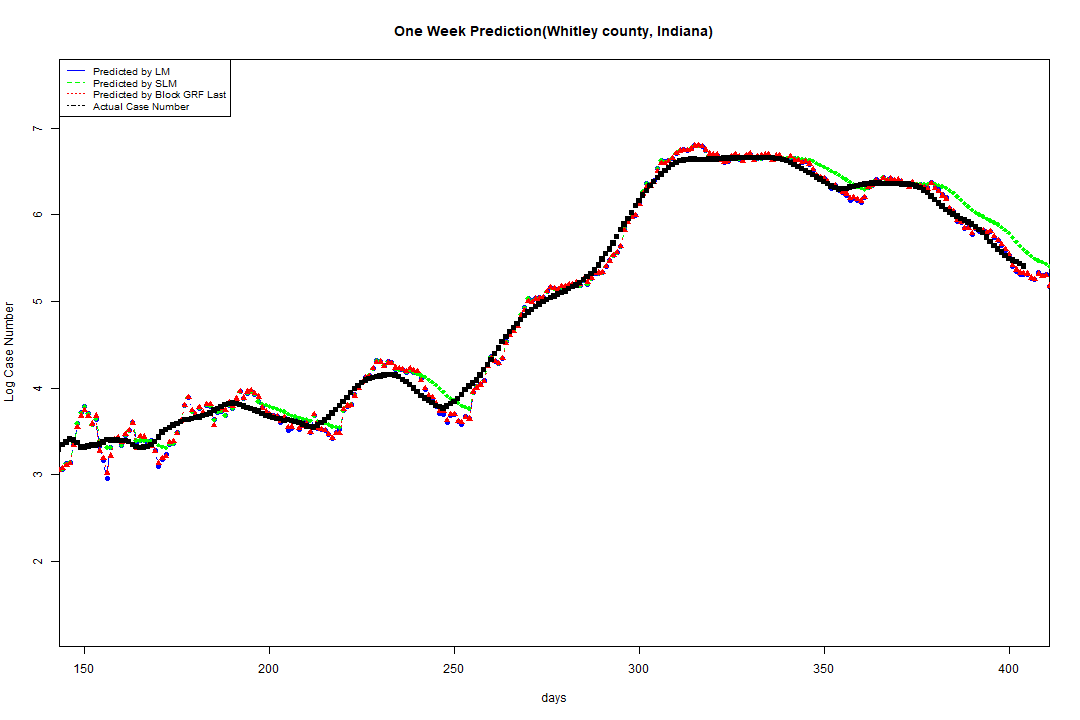 One Week Prediction(Whitley county, Indiana)
Predicted by LM
Predicted by SLM
Predicted by Block GRF Last
Actual Case Number
Log Case Number
7
6
5
4
3
2
150 200 250 300 350 400
days